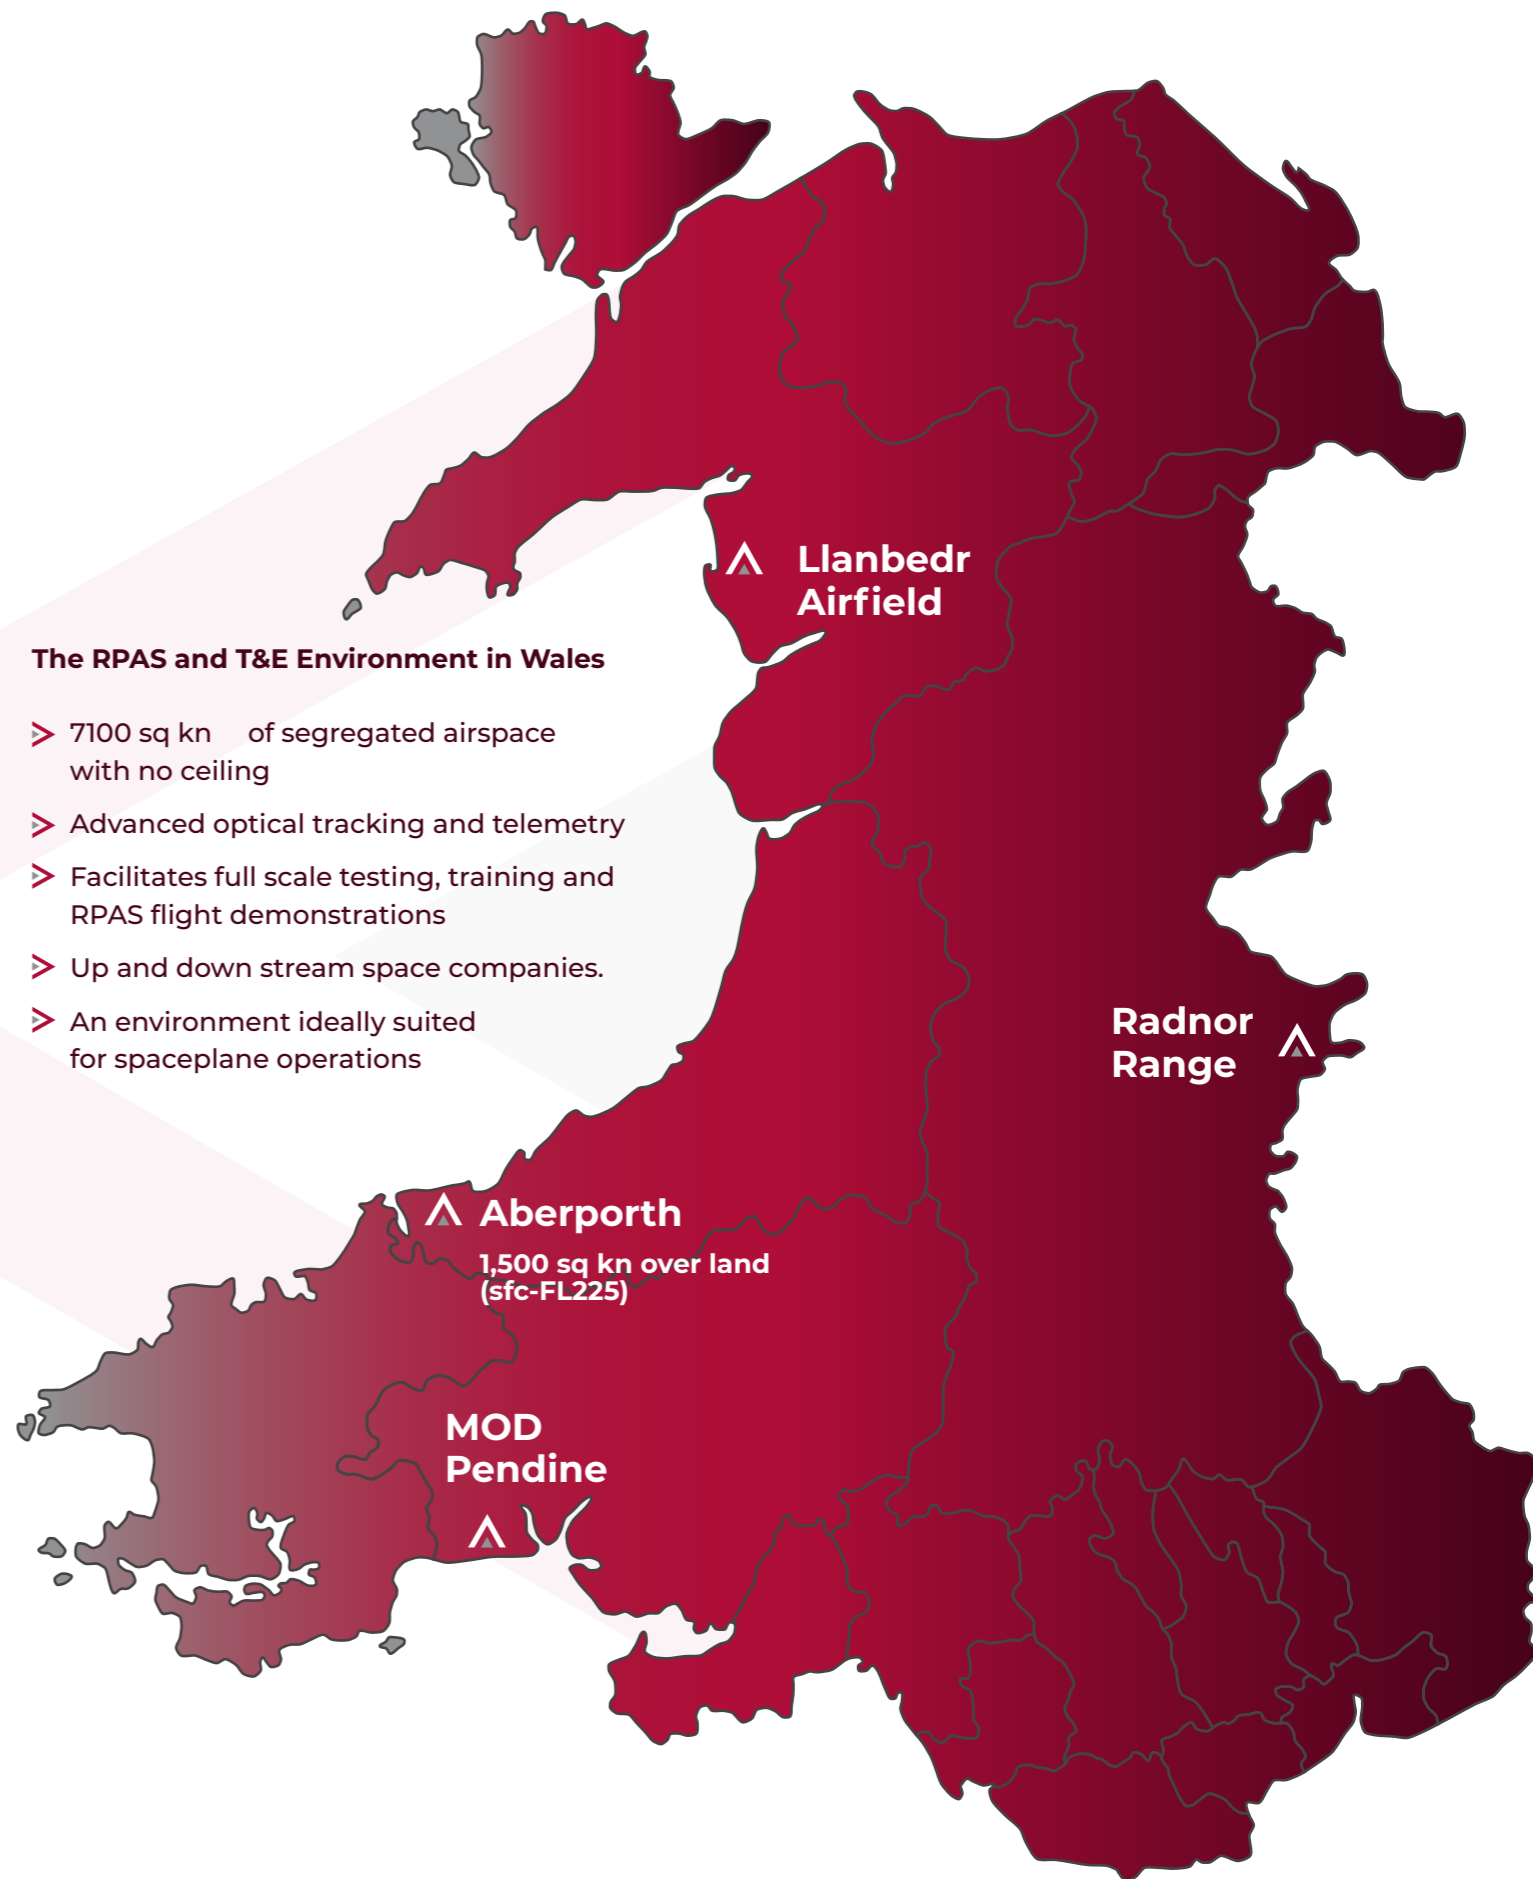 Llanbedr
Airfield
The RPAS and T&E Environment in Wales
7100 sq kn of segregated airspace
with no ceiling
Advanced optical tracking and telemetry
Facilitates full scale testing, training and
RPAS flight demonstrations
Up and down stream space companies.
An environment ideally suited
for spaceplane operations
Radnor
Range
Aberporth
1,500 sq kn over land
(sfc-FL225)
MOD
Pendine